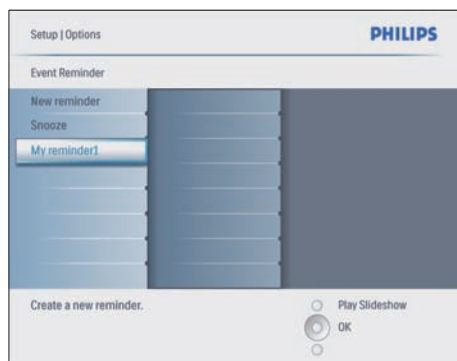 Setup | Options
PHILIPS
Event Reminder
New reminder
Snooze
My reminder1
Create a new reminder.
Play Slideshow
OK